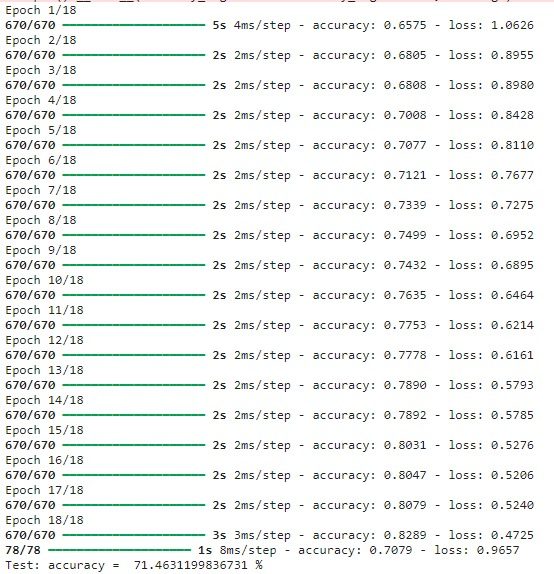 Epoch 1/18
670/670 ━━━━━━━━━━━━━━━━━━━━ 5s 4ms/step - accuracy: 0.6575 - loss: 1.0626
Epoch 2/18
670/670 ━━━━━━━━━━━━━━━━━━━━ 2s 2ms/step - accuracy: 0.6805 - loss: 0.8955
Epoch 3/18
670/670 ━━━━━━━━━━━━━━━━━━━━ 2s 2ms/step - accuracy: 0.6808 - loss: 0.8980
Epoch 4/18
670/670 ━━━━━━━━━━━━━━━━━━━━ 2s 2ms/step - accuracy: 0.7008 - loss: 0.8428
Epoch 5/18
670/670 ━━━━━━━━━━━━━━━━━━━━ 2s 2ms/step - accuracy: 0.7077 - loss: 0.8110
Epoch 6/18
670/670 ━━━━━━━━━━━━━━━━━━━━ 2s 2ms/step - accuracy: 0.7121 - loss: 0.7677
Epoch 7/18
670/670 ━━━━━━━━━━━━━━━━━━━━ 2s 2ms/step - accuracy: 0.7339 - loss: 0.7275
Epoch 8/18
670/670 ━━━━━━━━━━━━━━━━━━━━ 2s 2ms/step - accuracy: 0.7499 - loss: 0.6952
Epoch 9/18
670/670 ━━━━━━━━━━━━━━━━━━━━ 2s 2ms/step - accuracy: 0.7432 - loss: 0.6895
Epoch 10/18
670/670 ━━━━━━━━━━━━━━━━━━━━ 2s 2ms/step - accuracy: 0.7635 - loss: 0.6464
Epoch 11/18
670/670 ━━━━━━━━━━━━━━━━━━━━ 2s 2ms/step - accuracy: 0.7753 - loss: 0.6214
Epoch 12/18
670/670 ━━━━━━━━━━━━━━━━━━━━ 2s 2ms/step - accuracy: 0.7778 - loss: 0.6161
Epoch 13/18
670/670 ━━━━━━━━━━━━━━━━━━━━ 2s 2ms/step - accuracy: 0.7890 - loss: 0.5793
Epoch 14/18
670/670 ━━━━━━━━━━━━━━━━━━━━ 2s 2ms/step - accuracy: 0.7892 - loss: 0.5785
Epoch 15/18
670/670 ━━━━━━━━━━━━━━━━━━━━ 2s 2ms/step - accuracy: 0.8031 - loss: 0.5276
Epoch 16/18
670/670 ━━━━━━━━━━━━━━━━━━━━ 2s 2ms/step - accuracy: 0.8047 - loss: 0.5206
Epoch 17/18
670/670 ━━━━━━━━━━━━━━━━━━━━ 2s 2ms/step - accuracy: 0.8079 - loss: 0.5240
Epoch 18/18
670/670 ━━━━━━━━━━━━━━━━━━━━ 3s 3ms/step - accuracy: 0.8289 - loss: 0.4725
78/78 ━━━━━━━━━━━━━━━━━━━━ 1s 8ms/step - accuracy: 0.7079 - loss: 0.9657
Test: accuracy =  71.4631199836731 %